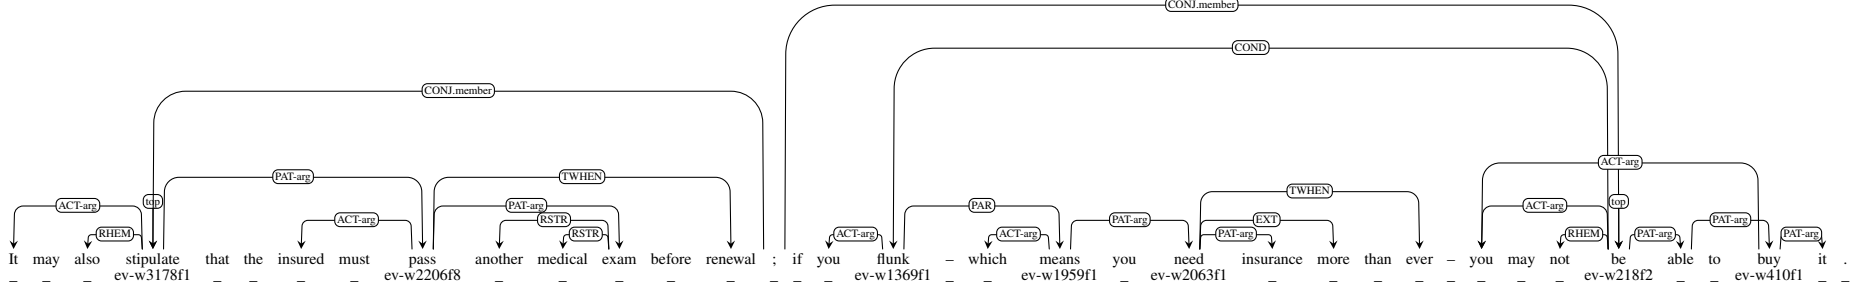 CONJ.member
COND
CONJ.member
ACT-arg
PAT-arg TWHEN
TWHEN
top top
ACT-arg PAT-arg PAR ACT-arg
ACT-arg RSTR PAT-arg EXT PAT-arg
RHEM RSTR ACT-arg ACT-arg PAT-arg RHEM PAT-arg PAT-arg
It may also stipulate that the insured must pass another medical exam before renewal ; if you flunk – which means you need insurance more than ever – you may not be able to buy it .
_ _ _ ev-w3178f1 _ _ _ _ ev-w2206f8 _ _ _ _ _ _ _ _ ev-w1369f1 _ _ ev-w1959f1 _ ev-w2063f1 _ _ _ _ _ _ _ _ ev-w218f2 _ _ ev-w410f1 _ _